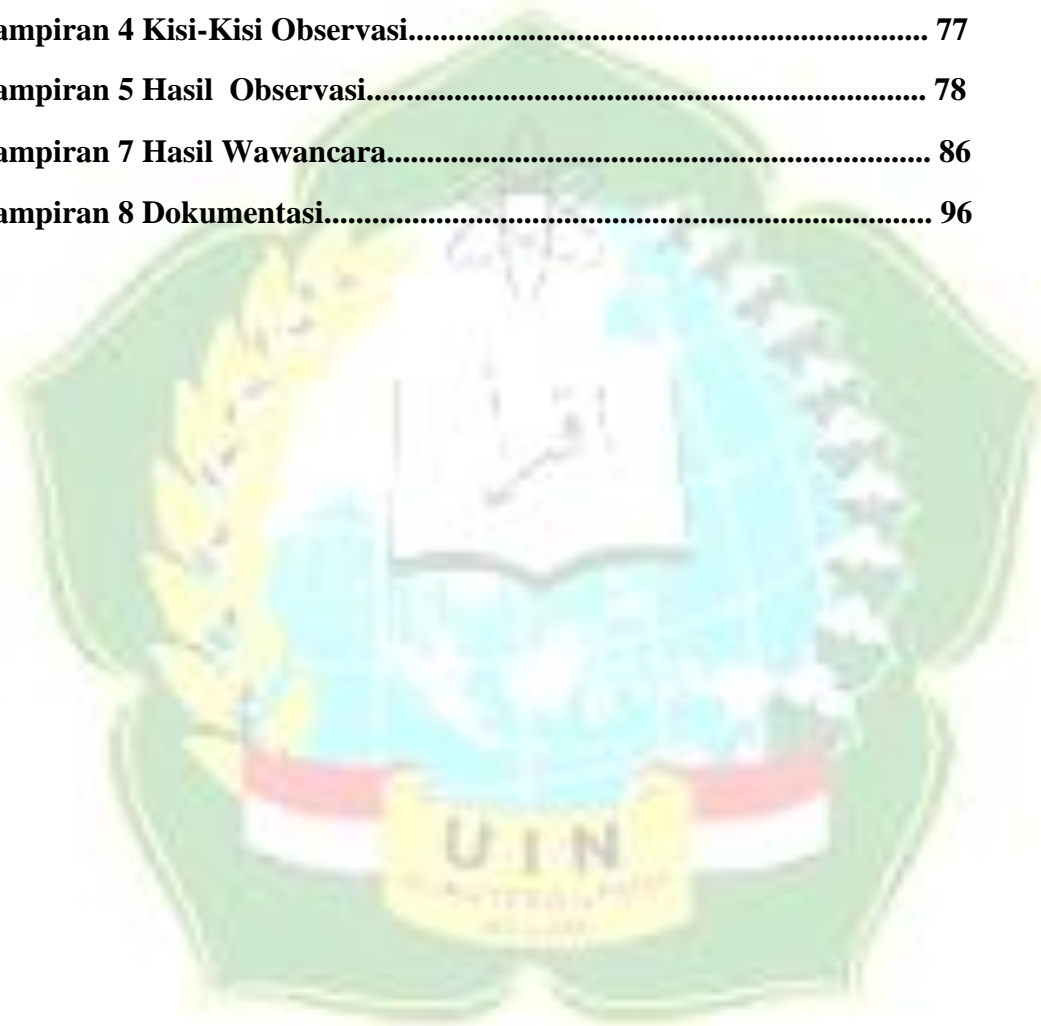 ampiran 4 Kisi-Kisi Observasi................................................................. 77
ampiran 5 Hasil  Observasi...................................................................... 78
ampiran 7 Hasil Wawancara.................................................................... 86
ampiran 8 Dokumentasi............................................................................ 96
UIN